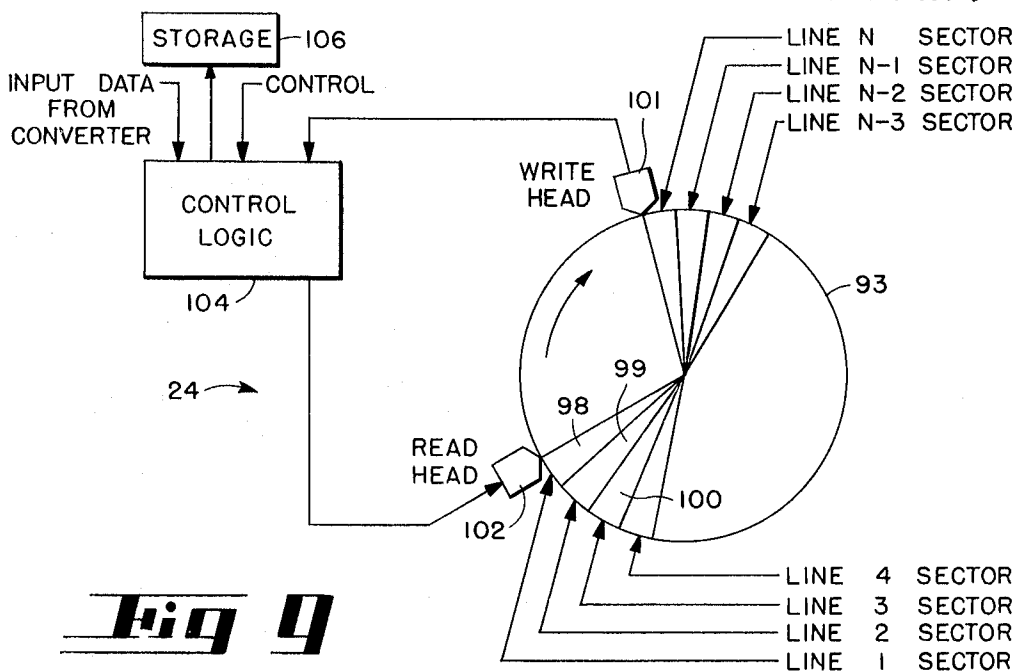 STORAGE
106
INPUT DATA
FROM
CONVERTER
CONTROL
CONTROL
LOGIC
104
24
101
WRITE
HEAD
LINE N SECTOR
LINE N-1 SECTOR
LINE N-2 SECTOR
LINE N-3 SECTOR
93
98
99
100
READ
HEAD
102
LINE 4 SECTOR
LINE 3 SECTOR
LINE 2 SECTOR
LINE 1 SECTOR
Fig 9